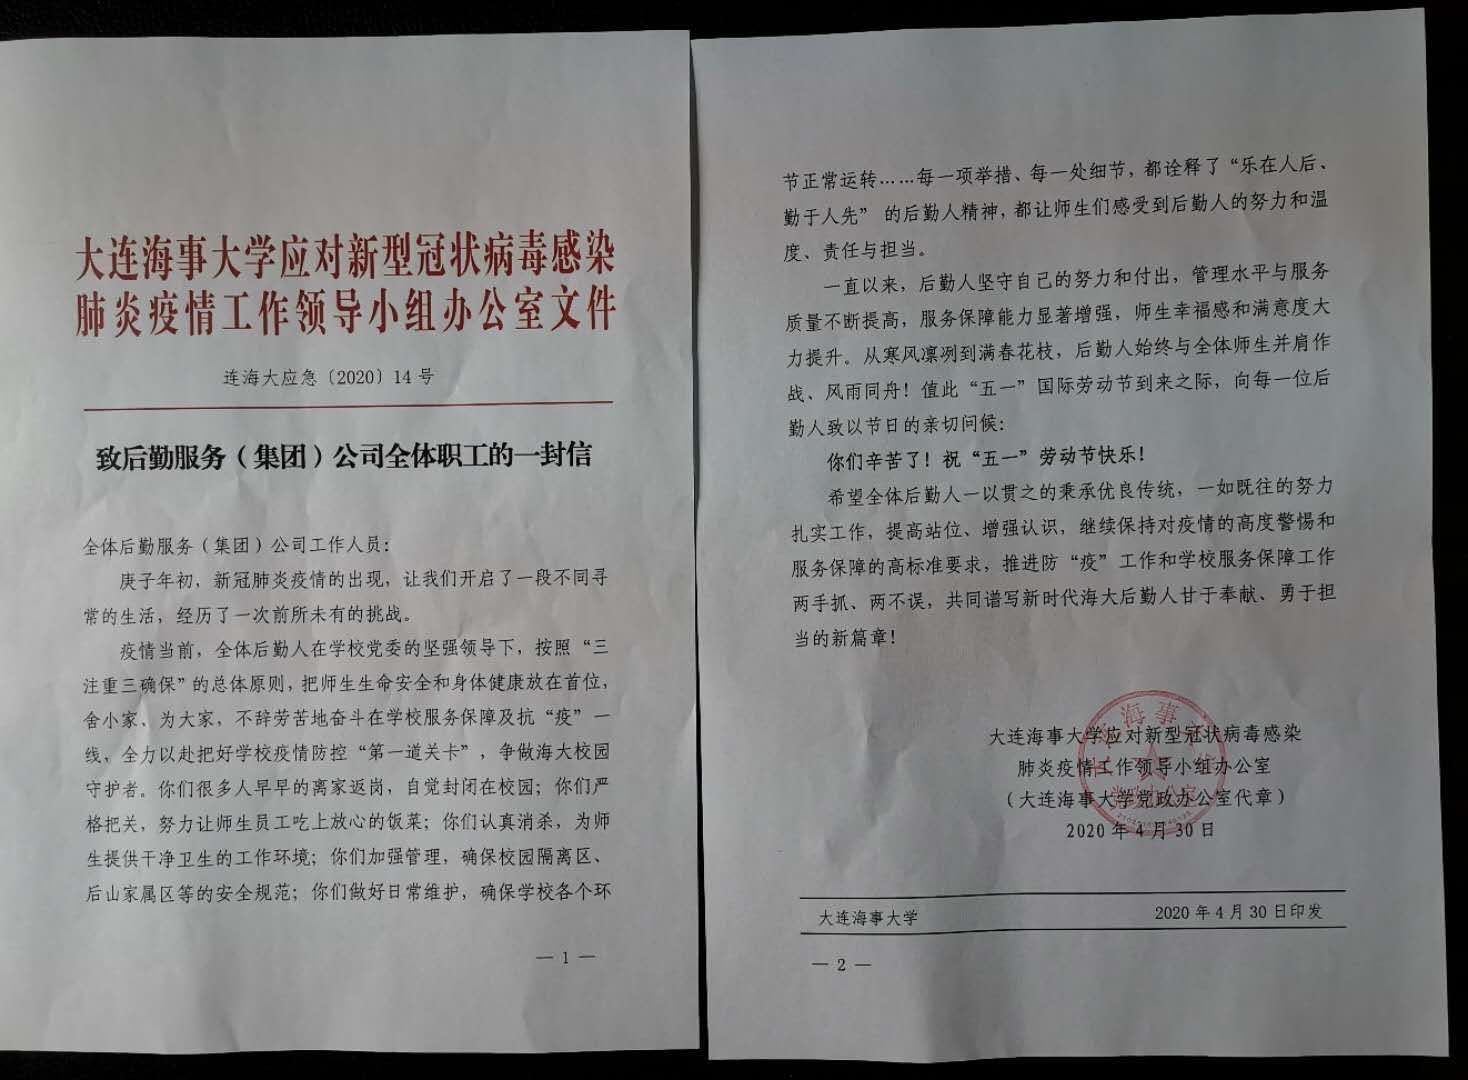 大连海事大学应对新型冠状病毒感染
肺炎疫情工作领导小组办公室文件
连海大应急〔2020〕14号
致后勤服务（集团）公司全体职工的一封信
全体后勤服务（集团）公司工作人员：
庚子年初，新冠肺炎疫情的出现，让我们开启了一段不同寻
常的生活，经历了一次前所未有的挑战。
疫情当前，全体后勤人在学校党委的坚强领导下，按照“三
注重三确保”的总体原则，把师生生命安全和身体健康放在首位，
舍小家、为大家，不辞劳苦地奋斗在学校服务保障及抗“疫”一
线，全力以赴把好学校疫情防控“第一道关卡”，争做海大校园
守护者。你们很多人早早的离家返岗，自觉封闭在校园；你们严
格把关，努力让师生员工吃上放心的饭菜；你们认真消杀，为师
生提供干净卫生的工作环境；你们加强管理，确保校园隔离区、
后山家属区等的安全规范；你们做好日常维护，确保学校各个环
— 1 —
节正常运转……每一项举措、每一处细节，都诠释了“乐在人后、
勤于人先”的后勤人精神，都让师生们感受到后勤人的努力和温
度、责任与担当。
一直以来，后勤人坚守自己的努力和付出，管理水平与服务
质量不断提高，服务保障能力显著增强，师生幸福感和满意度大
力提升。从寒风凛冽到满春花枝，后勤人始终与全体师生并肩作
战、风雨同舟！值此“五一”国际劳动节到来之际，向每一位后
勤人致以节日的亲切问候：
你们辛苦了！祝“五一”劳动节快乐！
希望全体后勤人一以贯之的秉承优良传统，一如既往的努力
扎实工作，提高站位、增强认识，继续保持对疫情的高度警惕和
服务保障的高标准要求，推进防“疫”工作和学校服务保障工作
两手抓、两不误，共同谱写新时代海大后勤人甘于奉献、勇于担
当的新篇章！
大连海事大学应对新型冠状病毒感染
肺炎疫情工作领导小组办公室
（大连海事大学党政办公室代章）
2020年4月30日
大连海事大学 2020年4月30日印发
— 2 —